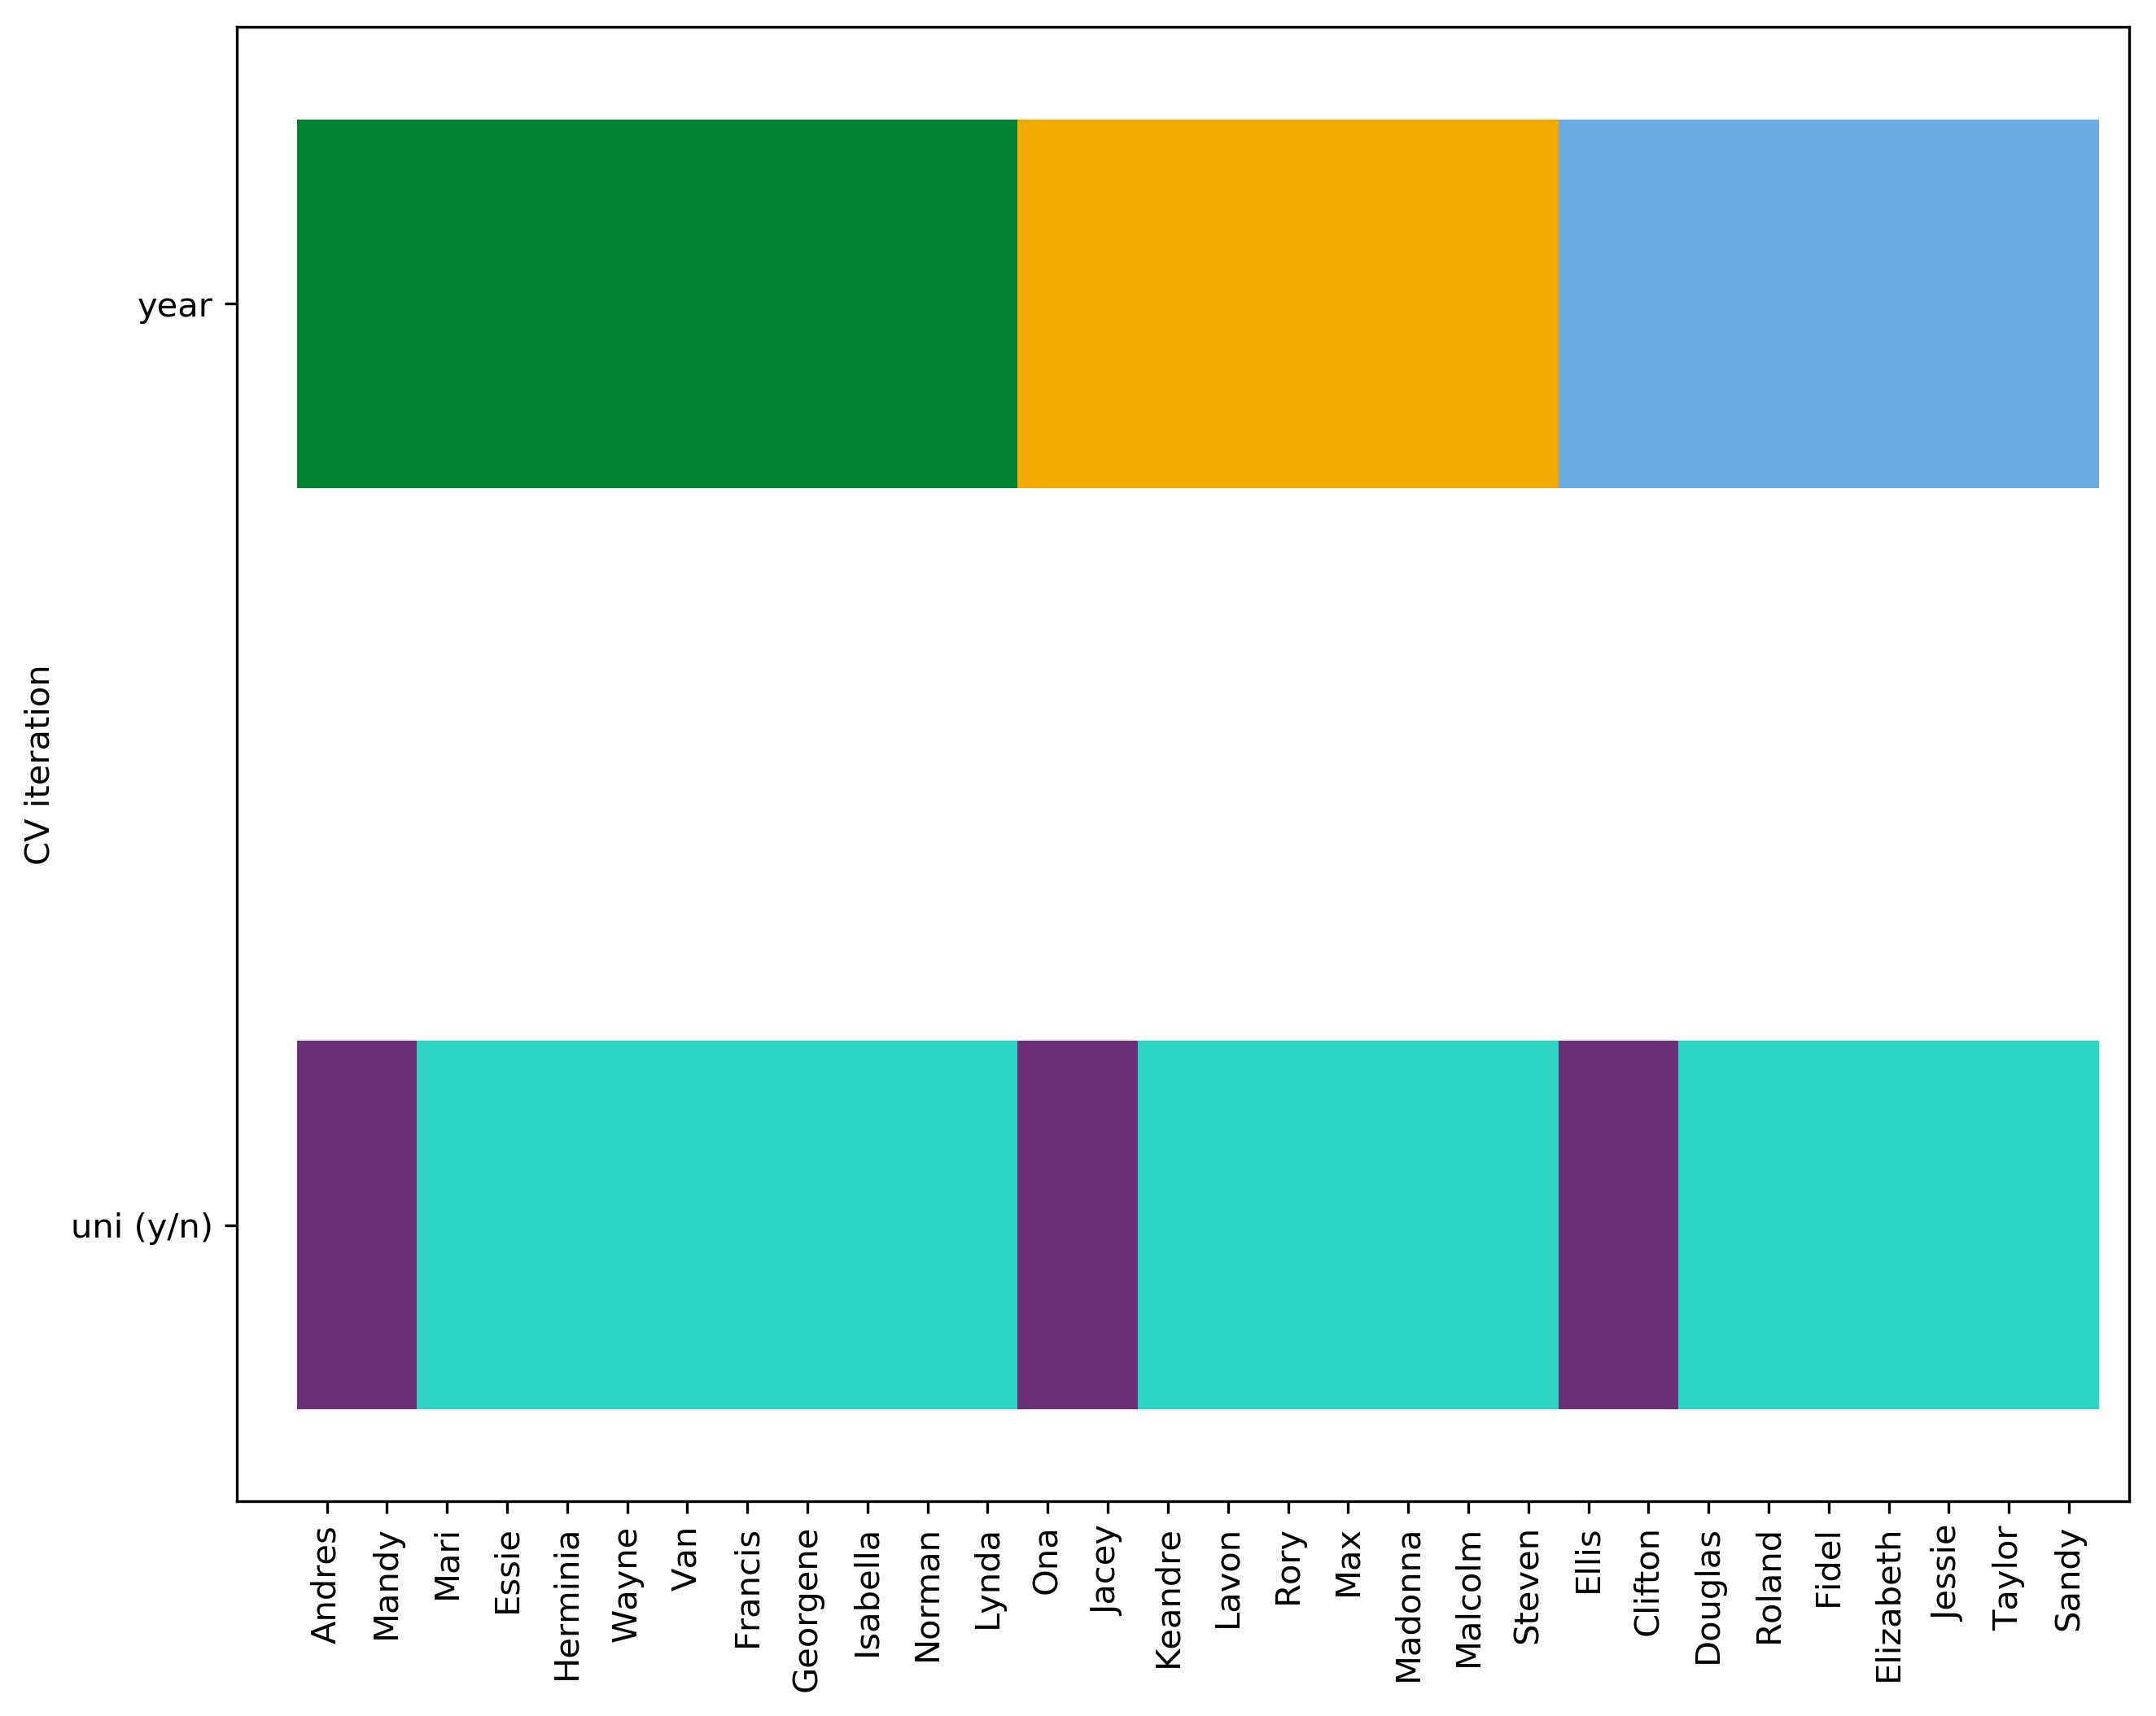 CV iteration
year
uni (y/n)
Andres
Mandy
Mari
Essie
Herminia
Wayne
Van
Francis
Georgene
Isabella
Norman
Lynda
Ona
Jacey
Keandre
Lavon
Rory
Max
Madonna
Malcolm
Steven
Ellis
Clifton
Douglas
Roland
Fidel
Elizabeth
Jessie
Taylor
Sandy